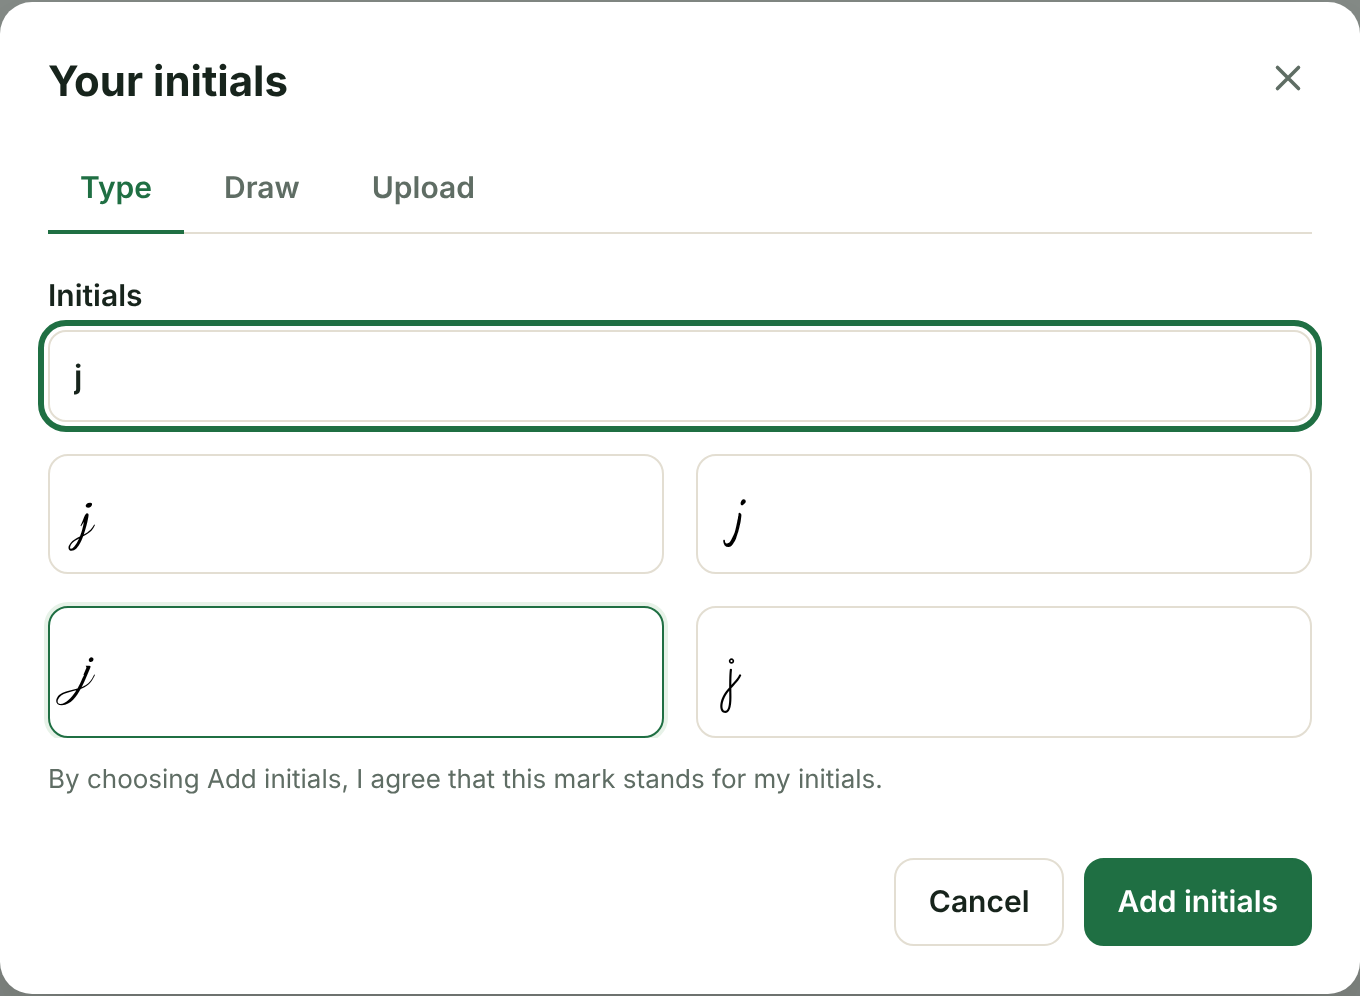 Your initials
Type Draw Upload
Initials
j
j j
j j
By choosing Add initials, I agree that this mark stands for my initials.
Cancel Add initials